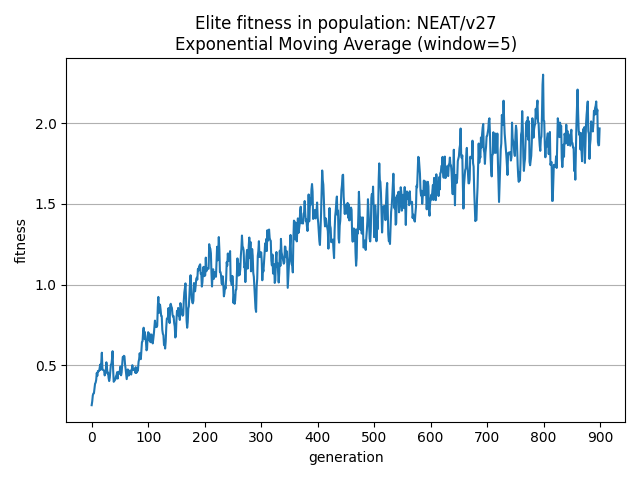 Elite fitness in population: NEAT/v27
Exponential Moving Average (window=5)
fitness
2.0
1.5
1.0
0.5
0 100 200 300 400 500 600 700 800 900
generation